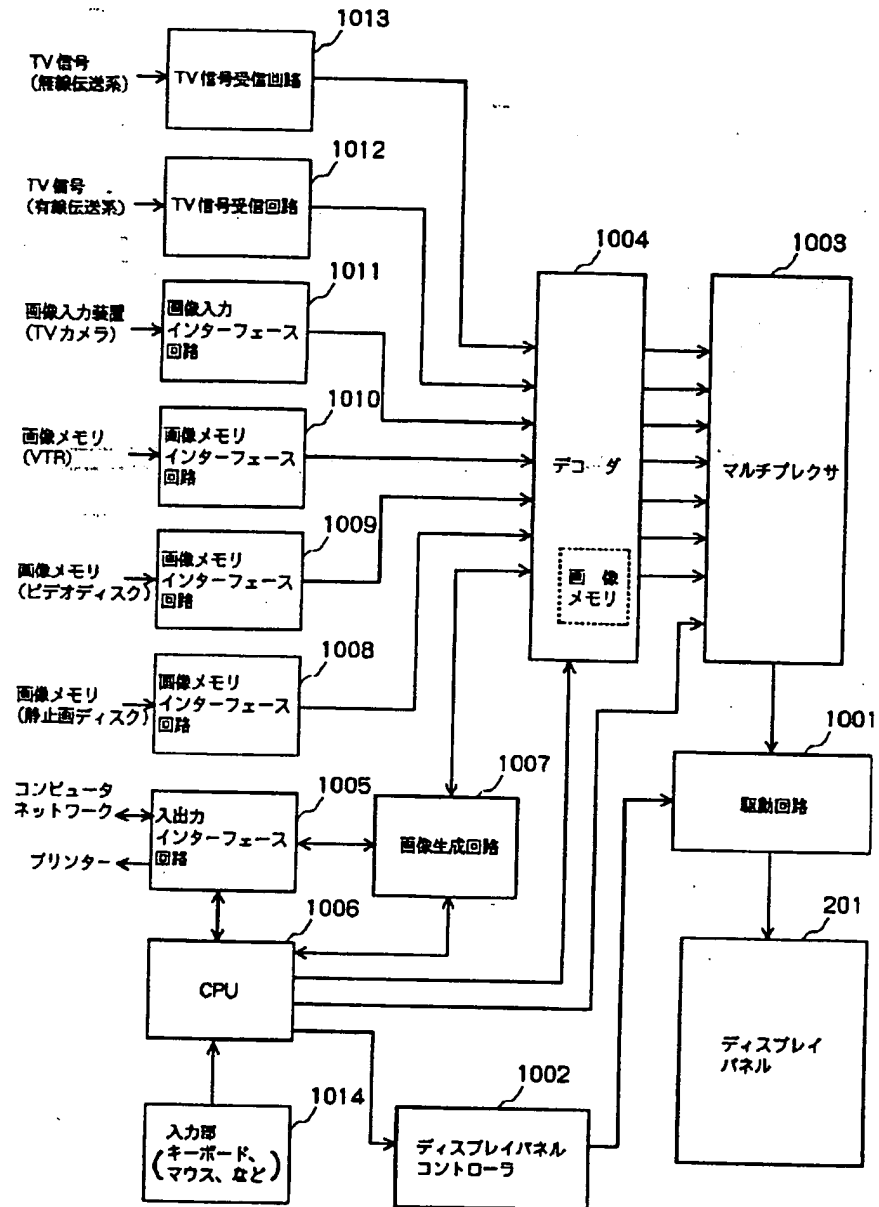 1013
TV信号
(無線伝送系)
TV信号受信回路
1012
TV信号
(有線伝送系)
TV信号受信回路
1011
画像入力装置
(TVカメラ)
画像入力
インターフェース
回路
1010
画像メモリ
(VTR)
画像メモリ
インターフェース
回路
1009
画像メモリ
(ビデオディスク)
画像メモリ
インターフェース
回路
1008
画像メモリ
(静止画ディスク)
画像メモリ
インターフェース
回路
1004
デコーダ
画像
メモリ
1003
マルチプレクサ
1005
コンピュータ
ネットワーク
プリンター
入出力
インターフェース
回路
1007
画像生成回路
1001
駆動回路
1006
CPU
201
ディスプレイ
パネル
1014
入力部
(キーボード、
マウス、など)
1002
ディスプレイパネル
コントローラ